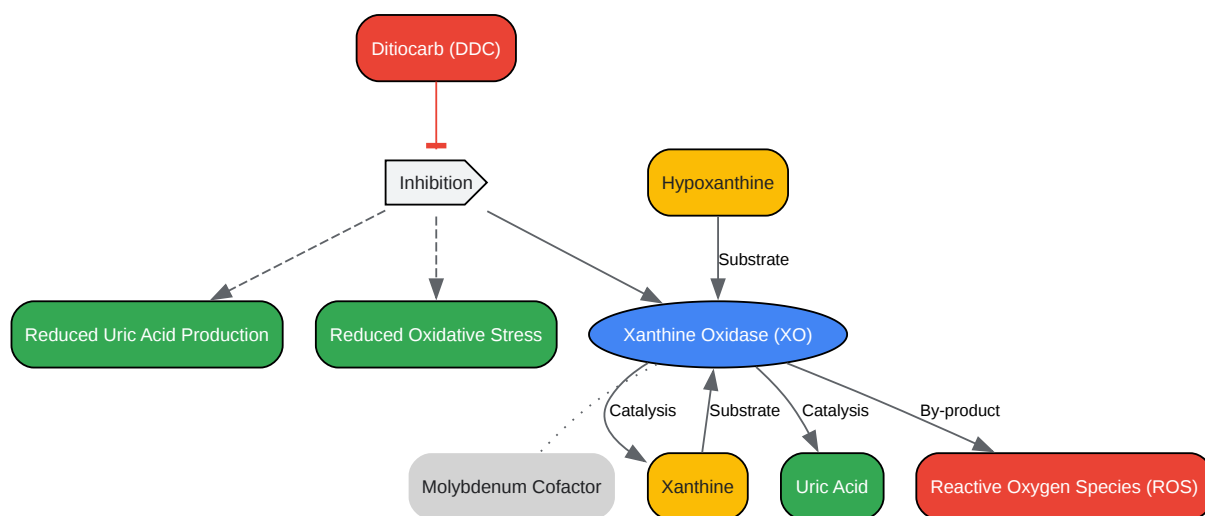 Ditiocarb (DDC)
Inhibition
Hypoxanthine
Substrate
Reduced Uric Acid Production
Reduced Oxidative Stress
Xanthine Oxidase (XO)
Catalysis
Substrate
Catalysis
By-product
Molybdenum Cofactor
Xanthine
Uric Acid
Reactive Oxygen Species (ROS)